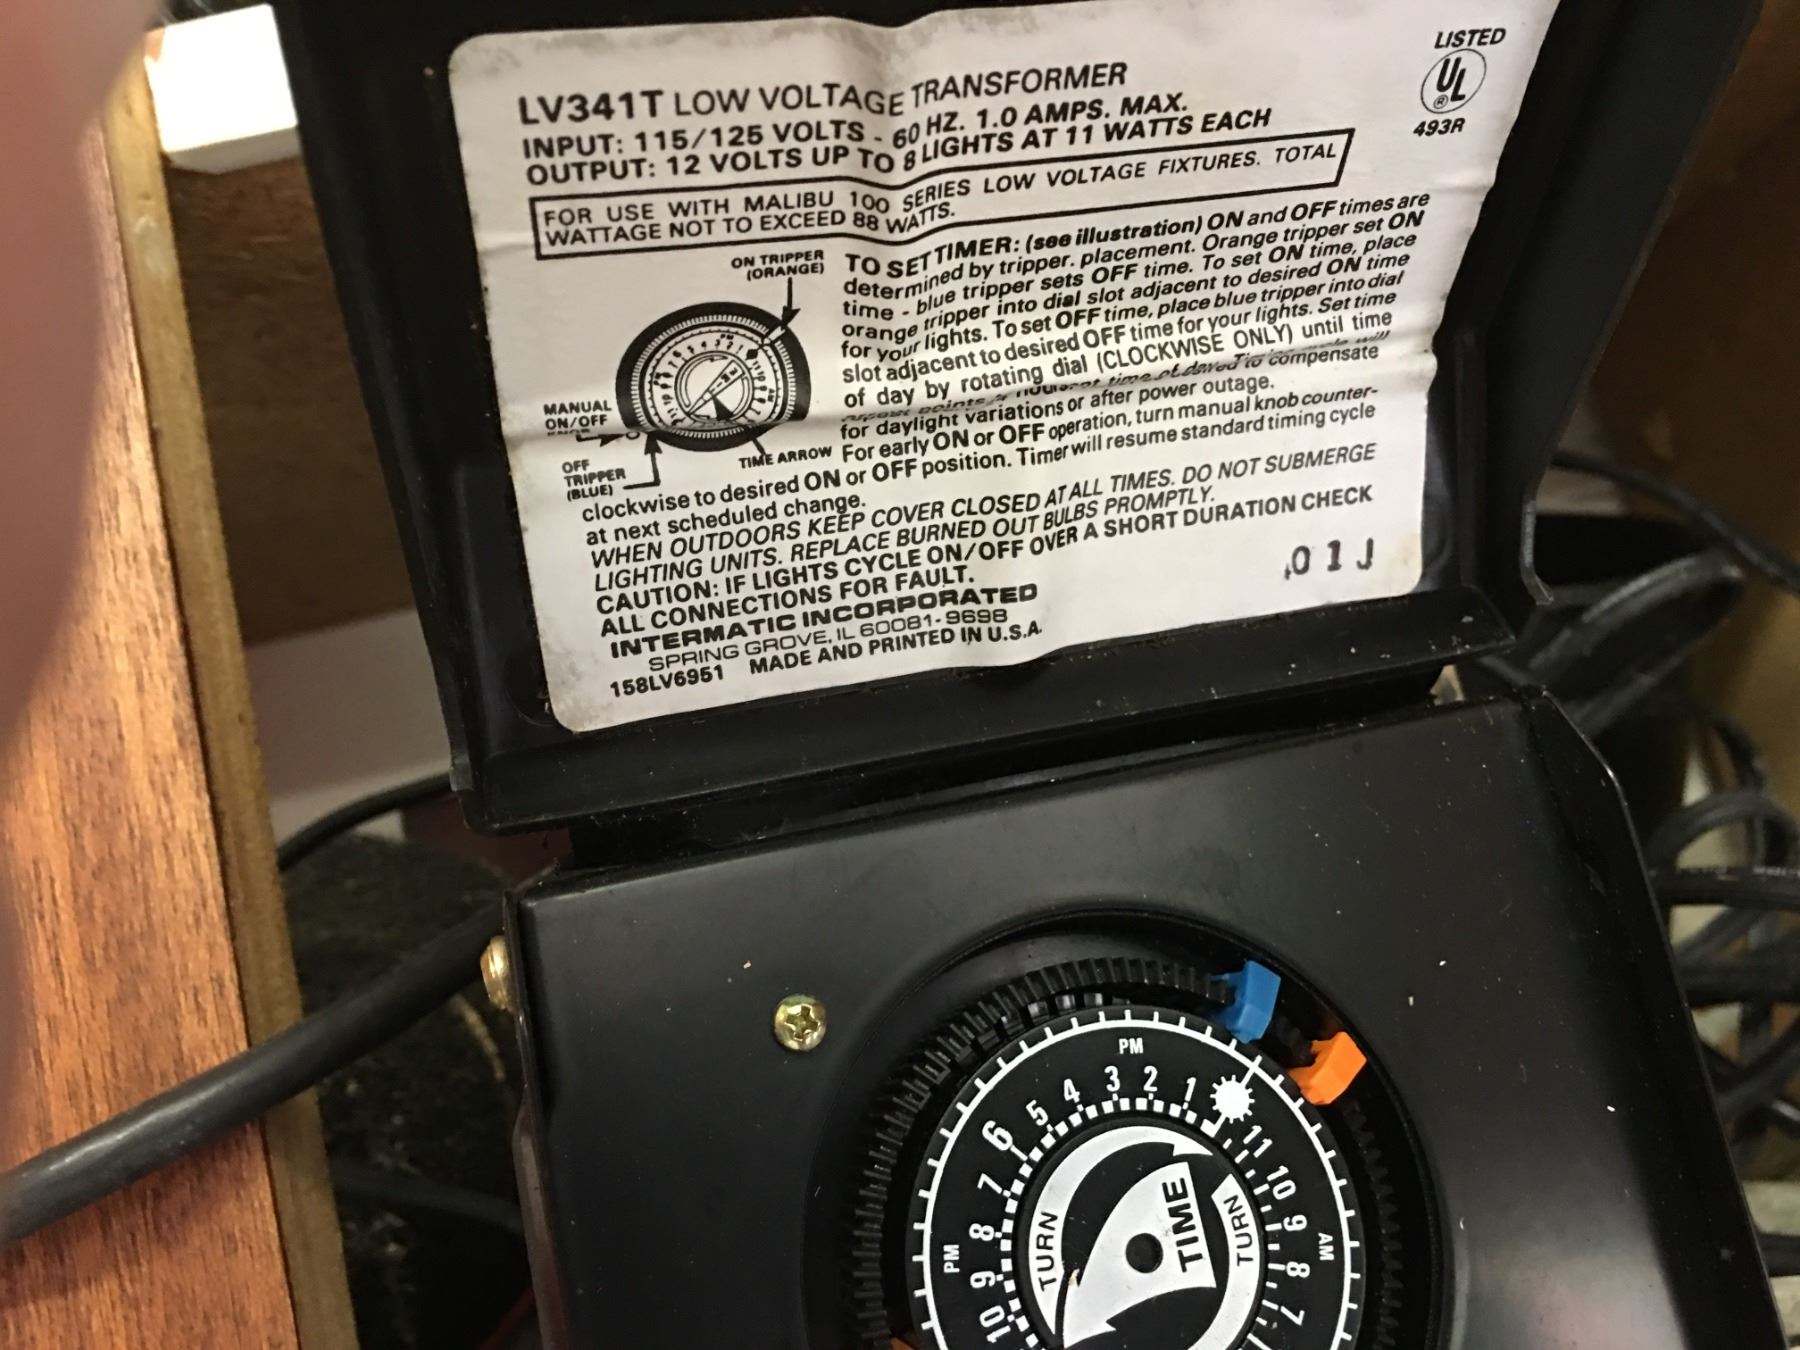 LV341T LOW VOLTAGE TRANSFORMER
INPUT: 115/125 VOLTS - 60 HZ. 1.0 AMPS. MAX.
OUTPUT: 12 VOLTS UP TO 8 LIGHTS AT 11 WATTS EACH
LISTED
UL
®
493R
FOR USE WITH MALIBU 100 SERIES LOW VOLTAGE FIXTURES. TOTAL
WATTAGE NOT TO EXCEED 88 WATTS.
ON TRIPPER
(ORANGE)
MANUAL
ON/OFF
OFF
TRIPPER
(BLUE)
TIME ARROW
TO SET TIMER: (see illustration) ON and OFF times are
determined by tripper. placement. Orange tripper set ON
time - blue tripper sets OFF time. To set ON time, place
orange tripper into dial slot adjacent to desired ON time
for your lights. To set OFF time, place blue tripper into dial
slot adjacent to desired OFF time for your lights. Set time
of day by rotating dial (CLOCKWISE ONLY) until time
arrow points time of day. compensate
for daylight variations or after power outage.
For early ON or OFF operation, turn manual knob counter-
clockwise to desired ON or OFF position. Timer will resume standard timing cycle
at next scheduled change.
WHEN OUTDOORS KEEP COVER CLOSED AT ALL TIMES. DO NOT SUBMERGE
LIGHTING UNITS. REPLACE BURNED OUT BULBS PROMPTLY.
CAUTION: IF LIGHTS CYCLE ON/OFF OVER A SHORT DURATION CHECK
ALL CONNECTIONS FOR FAULT.
INTERMATIC INCORPORATED
SPRING GROVE, IL 60081-9698
158LV6951 MADE AND PRINTED IN U.S.A.
01J
PM
6 5 4 3 2 1 11 10 9 8 7
AM
PM
7 8 9 10
TURN
TIME
TURN